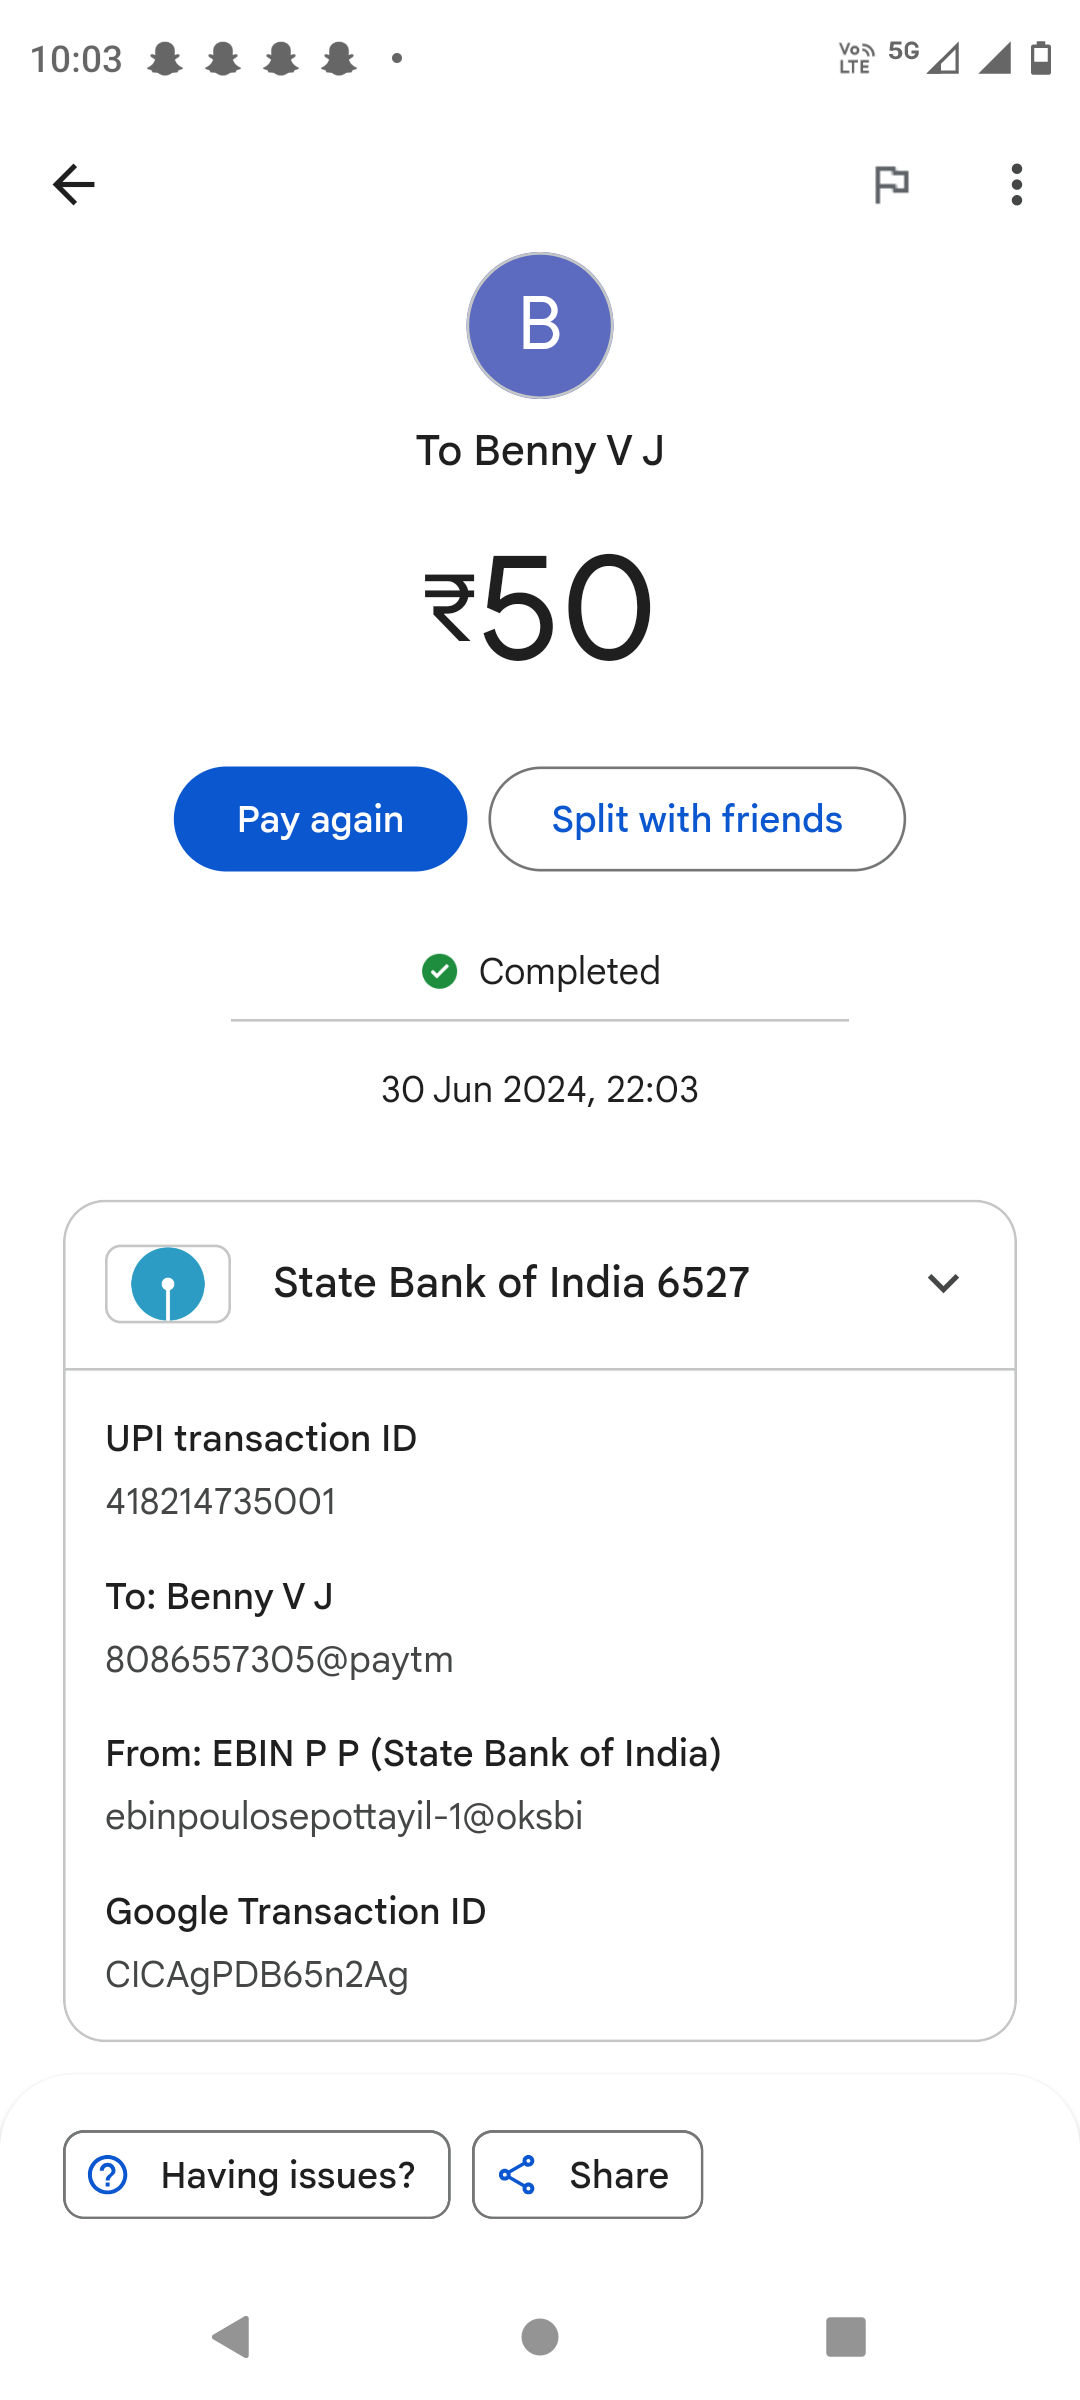 10:03
Vo LTE 5G
B
To Benny V J
₹50
Pay again
Split with friends
Completed
30 Jun 2024, 22:03
State Bank of India 6527
UPI transaction ID
418214735001
To: Benny V J
8086557305@paytm
From: EBIN P P (State Bank of India)
ebinpoulosepottayil-1@oksbi
Google Transaction ID
CICAgPDB65n2Ag
Having issues?
Share